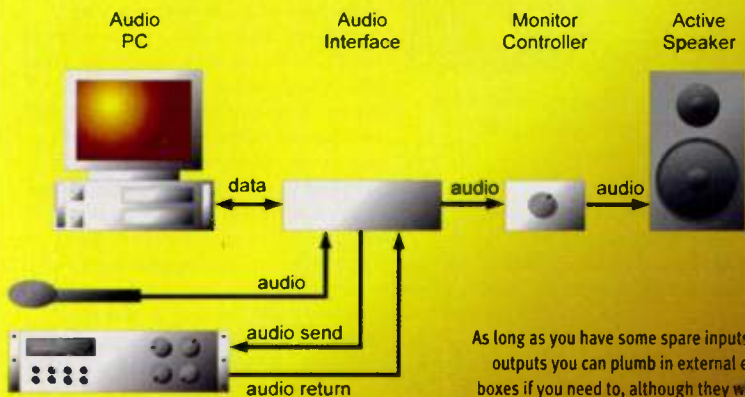 Audio
PC
Audio
Interface
Monitor
Controller
Active
Speaker
data
audio
audio
audio
audio send
audio return
As long as you have some spare inputs
outputs you can plumb in external
boxes if you need to, although they